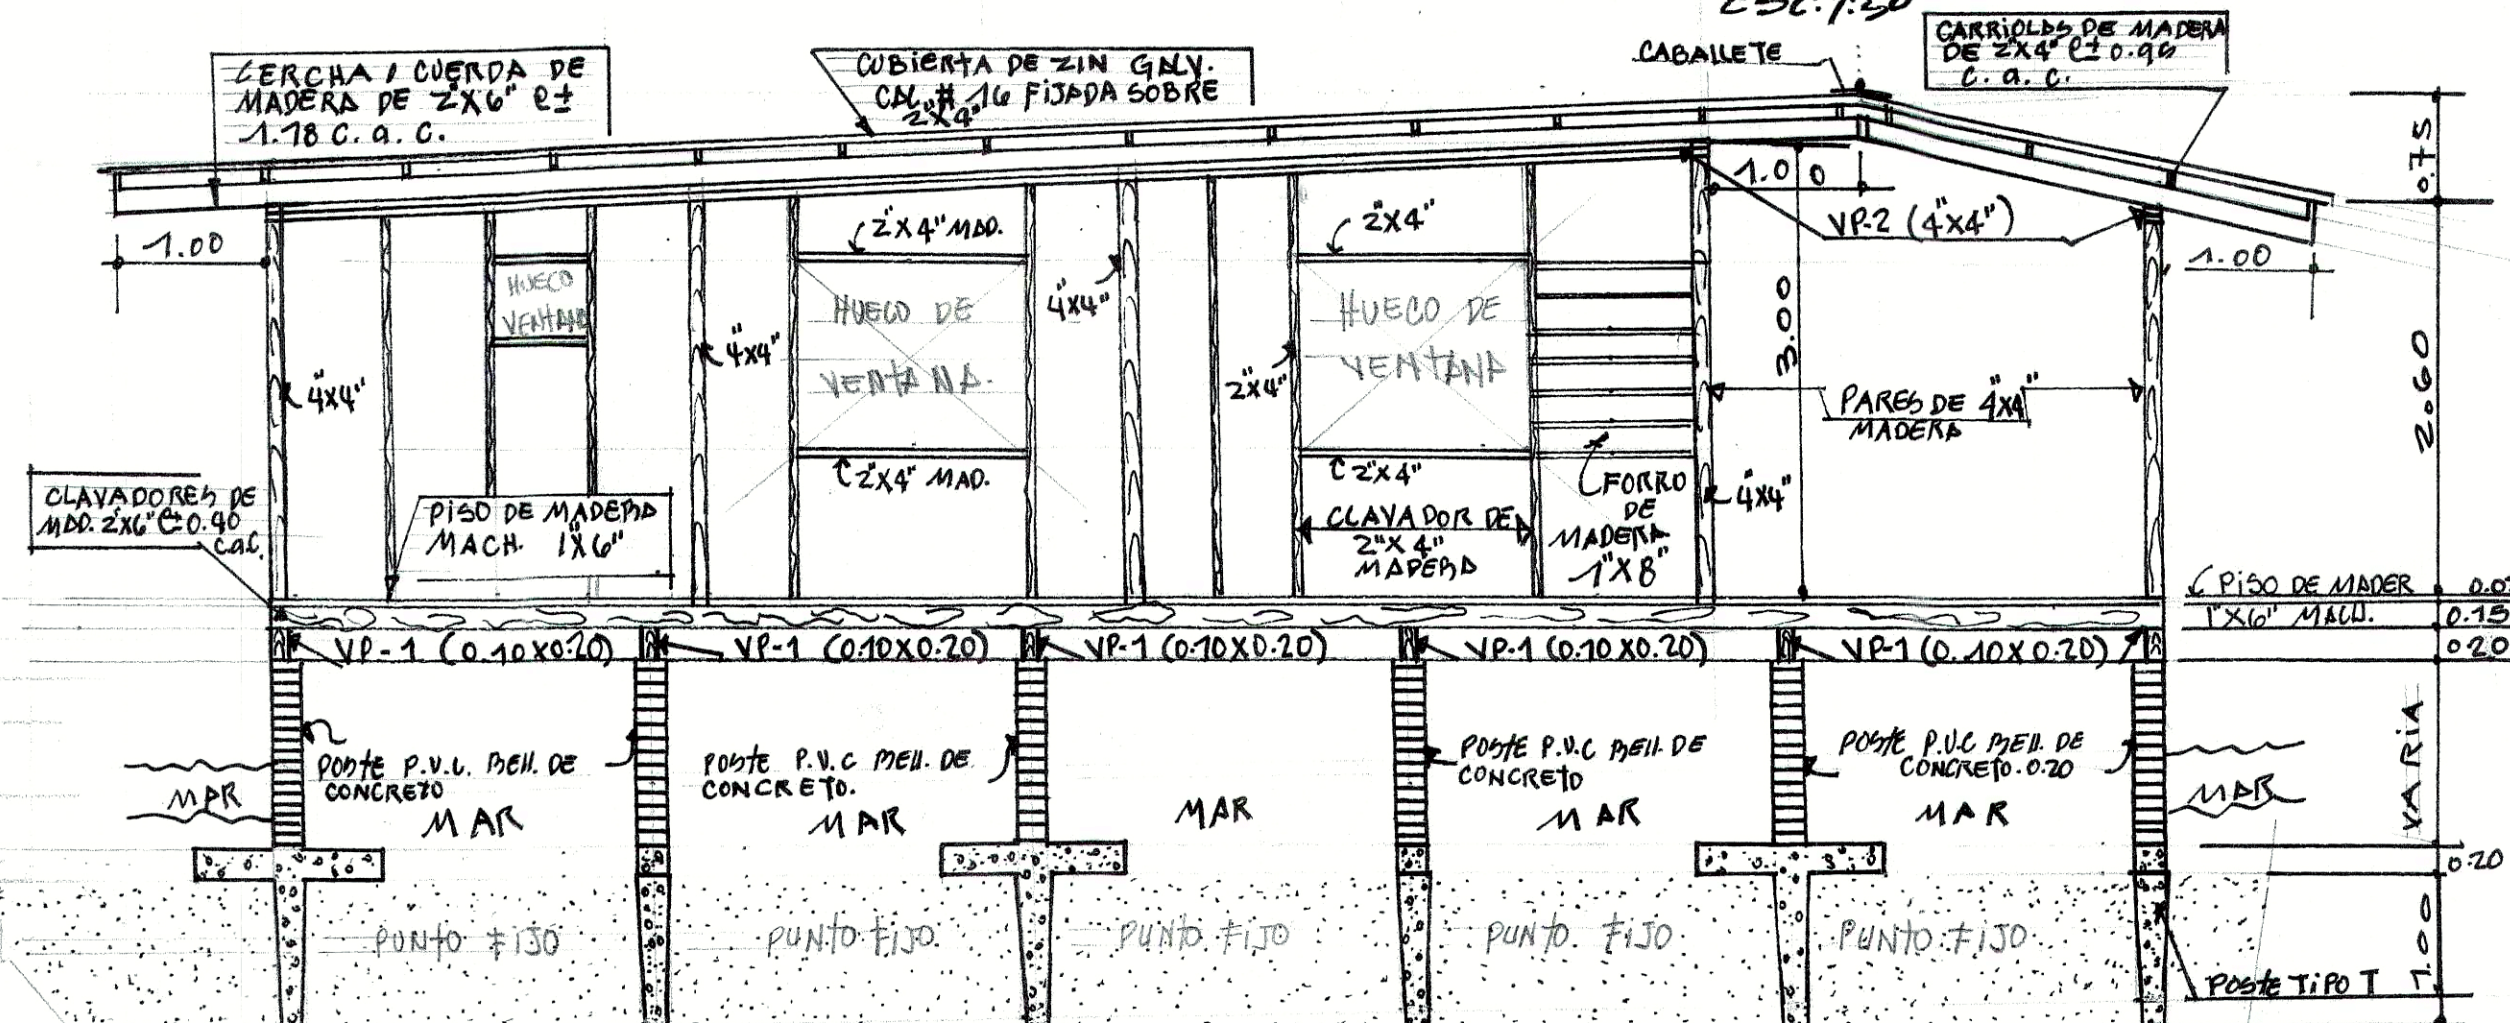 ESC: 1:50
CERCHA / CUERDA DE
MADERA DE 2"X6" @±
1.18 C. a. C.
CUBIERTA DE ZIN GALV.
CAL # 16 FIJADA SOBRE
2"X4"
CABALLETE
CARRIOLAS DE MADERA
DE 2"X4" @± 0.96
C. a. C.
0.75
1.00
1.00
VP-2 (4"X4")
1.00
2"X4" MAD.
2"X4"
HUECO
VENTANA
HUECO DE
VENTANA.
HUECO DE
VENTANA
4"X4"
4"X4"
4"X4"
2"X4"
3.00
2.60
PARES DE 4"X4"
MADERA
2"X4" MAD.
2"X4"
4"X4"
CLAVADORES DE
MAD. 2"X6" @± 0.40
C.a.C.
PISO DE MADERA
MACH. 1"X6"
CLAVADOR DE
2"X4"
MADERA
FORRO
DE
MADERA
1"X8"
PISO DE MADER
1"X6" MACH.
0.0
0.15
0.20
VP-1 (0.10X0.20)
VP-1 (0.10X0.20)
VP-1 (0.10X0.20)
VP-1 (0.10X0.20)
VP-1 (0.10X0.20)
POSTE P.V.C. RELL. DE
CONCRETO
POSTE P.V.C RELL. DE
CONCRETO.
POSTE P.V.C RELL. DE
CONCRETO
POSTE P.V.C RELL. DE
CONCRETO. 0.20
MAR
MAR
MAR
MAR
MAR
MAR
MAR
VARIA
0.20
PUNTO FIJO
PUNTO FIJO.
PUNTO FIJO
PUNTO. FIJO
PUNTO FIJO
1.00
POSTE TIPO T